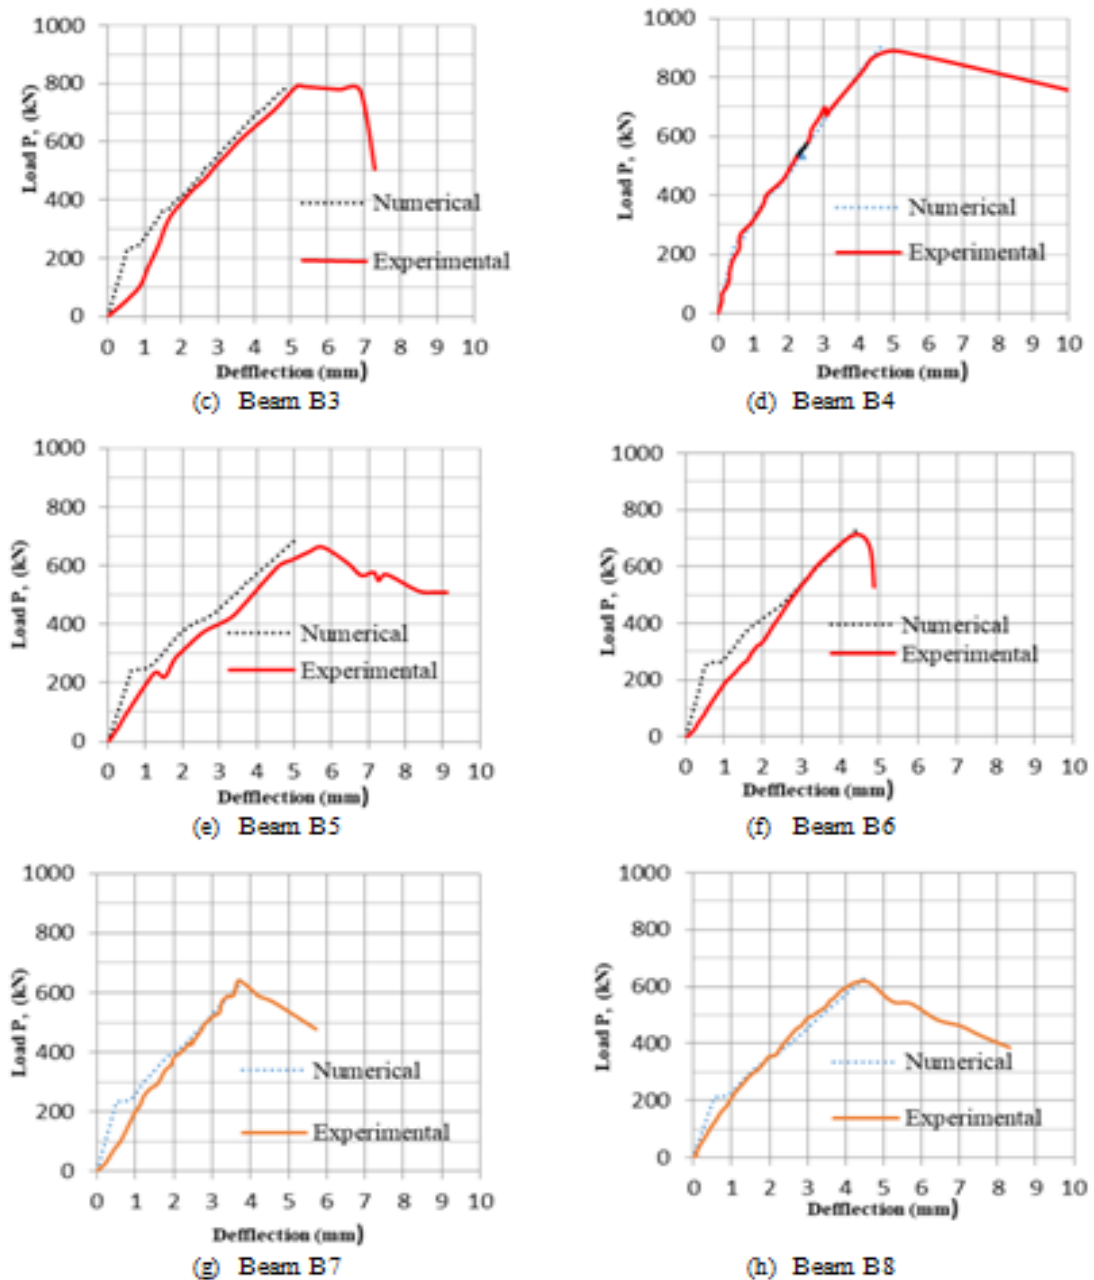 1000
800
600
400
200
0
Load P, (kN)
Numerical
Experimental
0 1 2 3 4 5 6 7 8 9 10
Defflection (mm)
(c) Beam B3
1000
800
600
400
200
0
Load P, (kN)
Numerical
Experimental
0 1 2 3 4 5 6 7 8 9 10
Defflection (mm)
(d) Beam B4
1000
800
600
400
200
0
Load P, (kN)
Numerical
Experimental
0 1 2 3 4 5 6 7 8 9 10
Defflection (mm)
(e) Beam B5
1000
800
600
400
200
0
Load P, (kN)
Numerical
Experimental
0 1 2 3 4 5 6 7 8 9 10
Defflection (mm)
(f) Beam B6
1000
800
600
400
200
0
Load P, (kN)
Numerical
Experimental
0 1 2 3 4 5 6 7 8 9 10
Defflection (mm)
(g) Beam B7
1000
800
600
400
200
0
Load P, (kN)
Numerical
Experimental
0 1 2 3 4 5 6 7 8 9 10
Defflection (mm)
(h) Beam B8